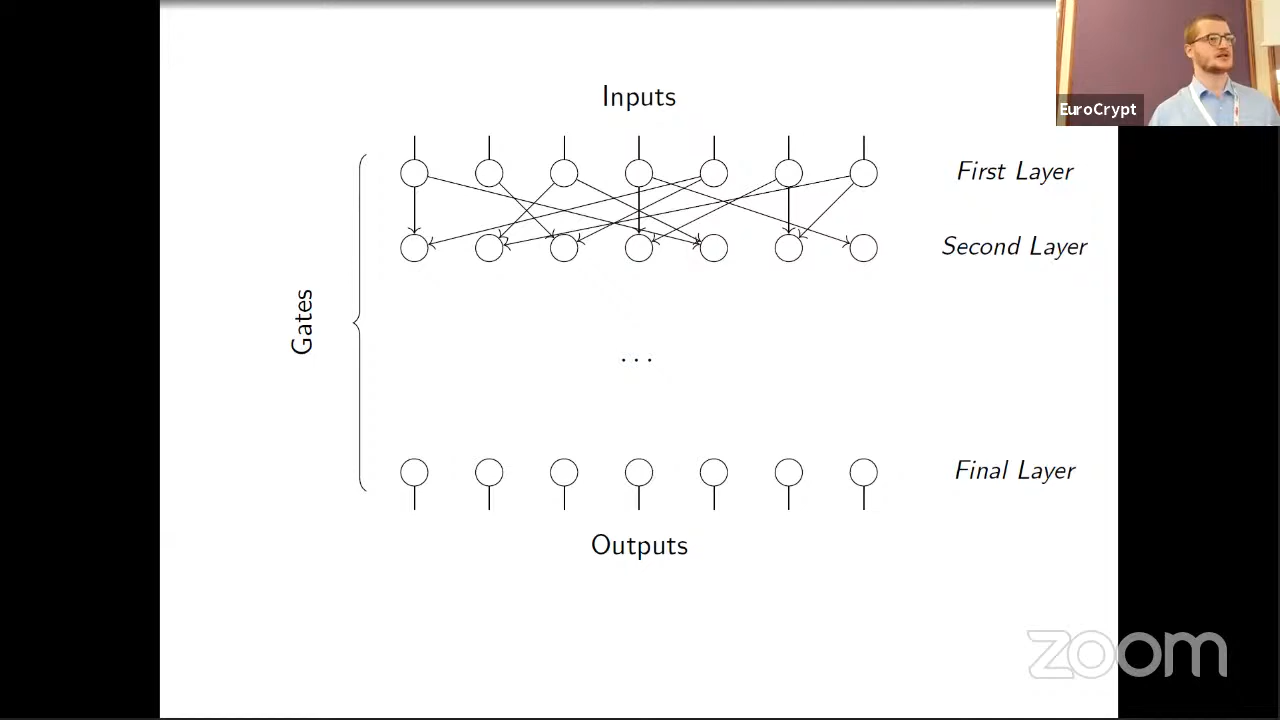 Inputs
EuroCrypt
First Layer
Second Layer
Gates
...
Final Layer
Outputs
zoom